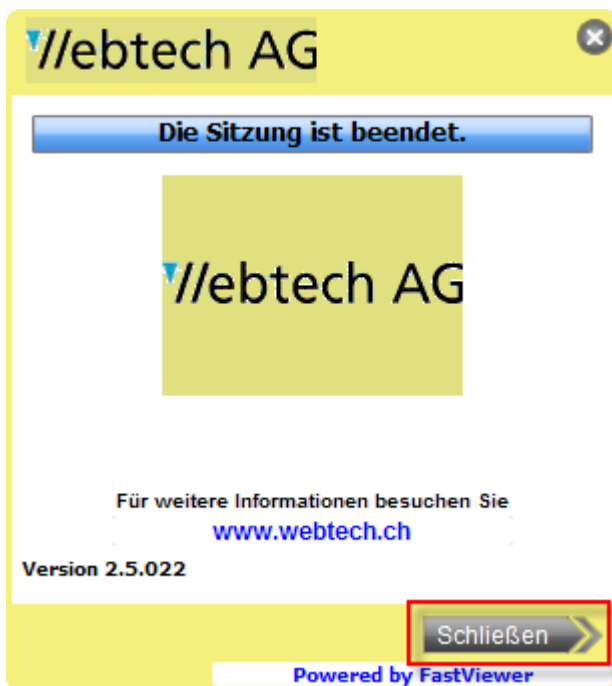 Webtech AG
Die Sitzung ist beendet.
Webtech AG
Für weitere Informationen besuchen Sie
www.webtech.ch
Version 2.5.022
Schließen
Powered by FastViewer